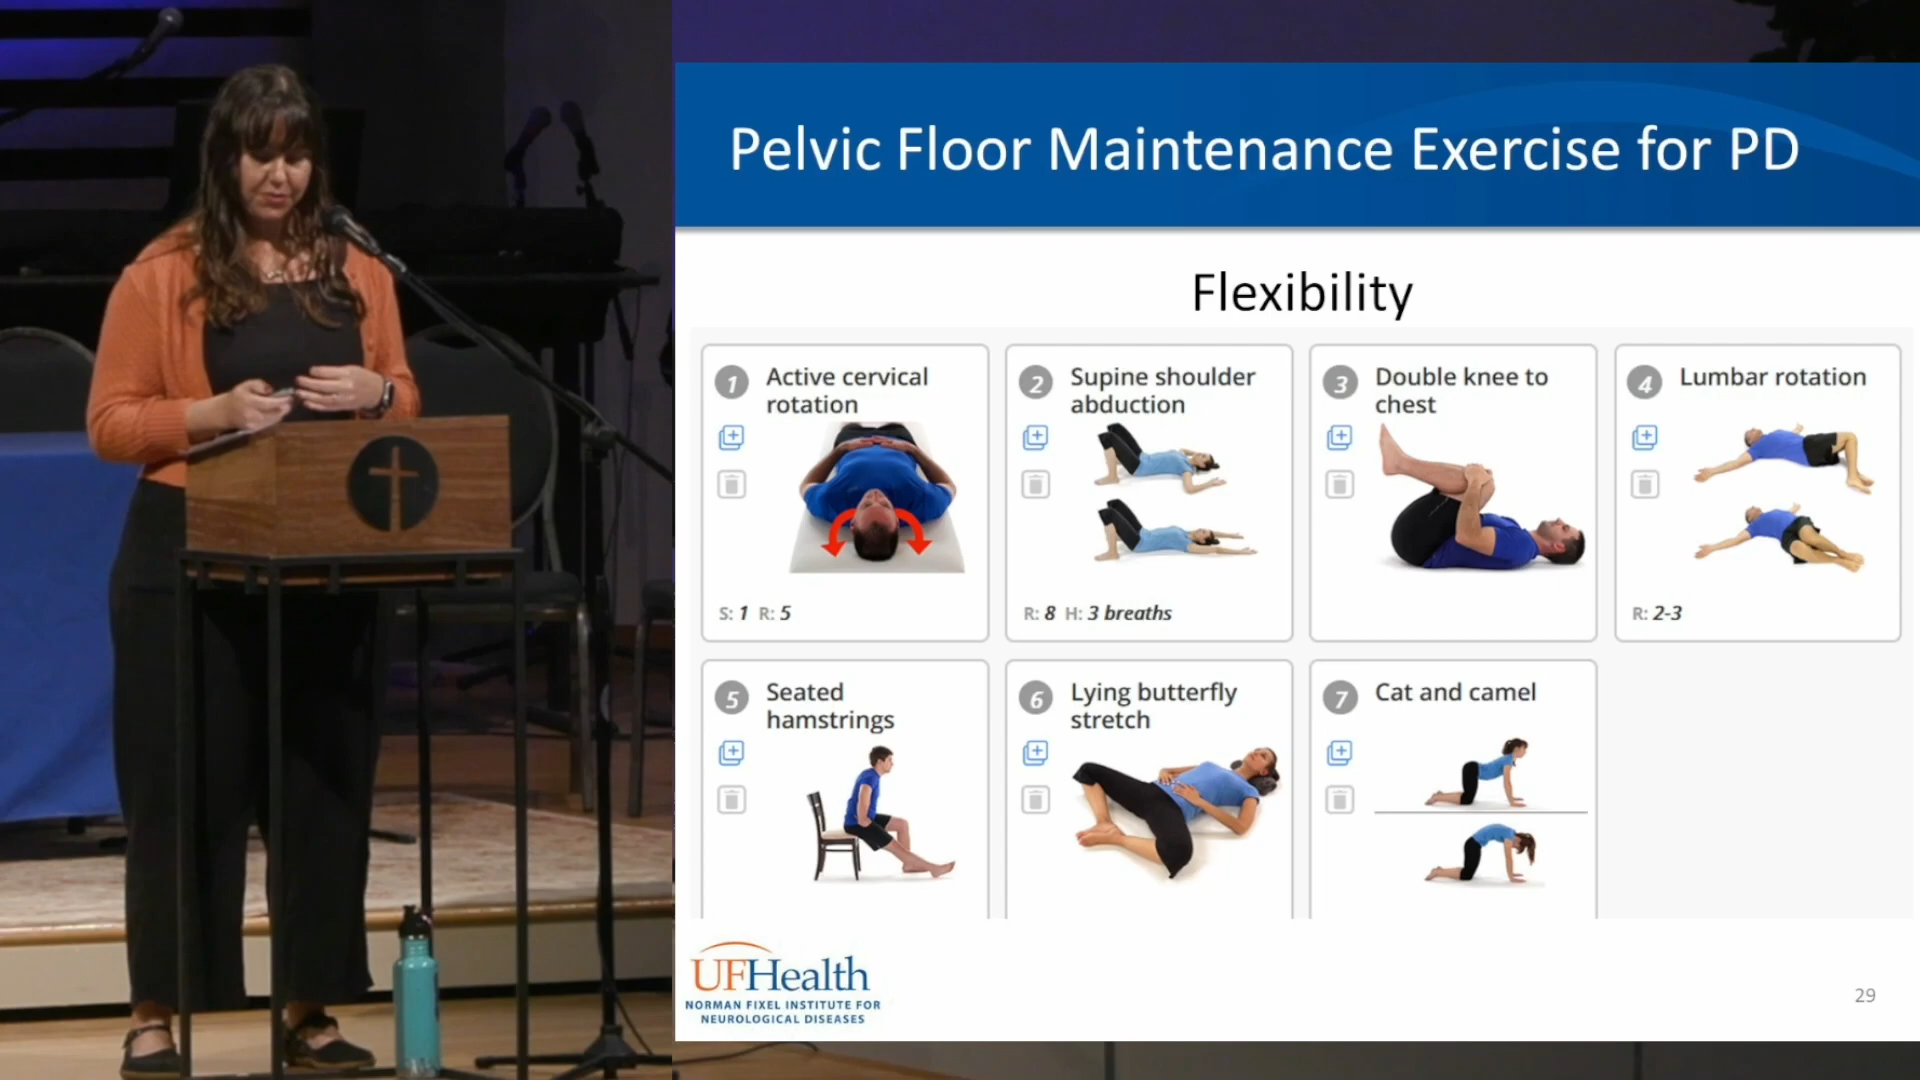 Pelvic Floor Maintenance Exercise for PD
Flexibility
1 Active cervical
rotation
S: 1 R: 5
2 Supine shoulder
abduction
R: 8 H: 3 breaths
3 Double knee to
chest
4 Lumbar rotation
R: 2-3
5 Seated
hamstrings
6 Lying butterfly
stretch
7 Cat and camel
UFHealth
NORMAN FIXEL INSTITUTE FOR
NEUROLOGICAL DISEASES
29